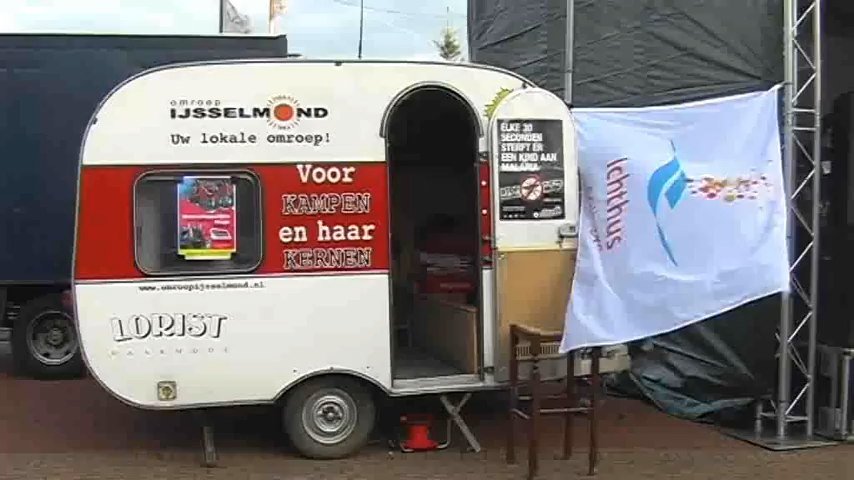 omroep
IJSSELMOND
Uw lokale omroep!
Voor
KAMPEN
en haar
KERNEN
www.omroepijsselmond.nl
LORIST
ELKE 30
SECONDEN
STERFT ER
EEN KIND AAN
MALARIA
Ichthus